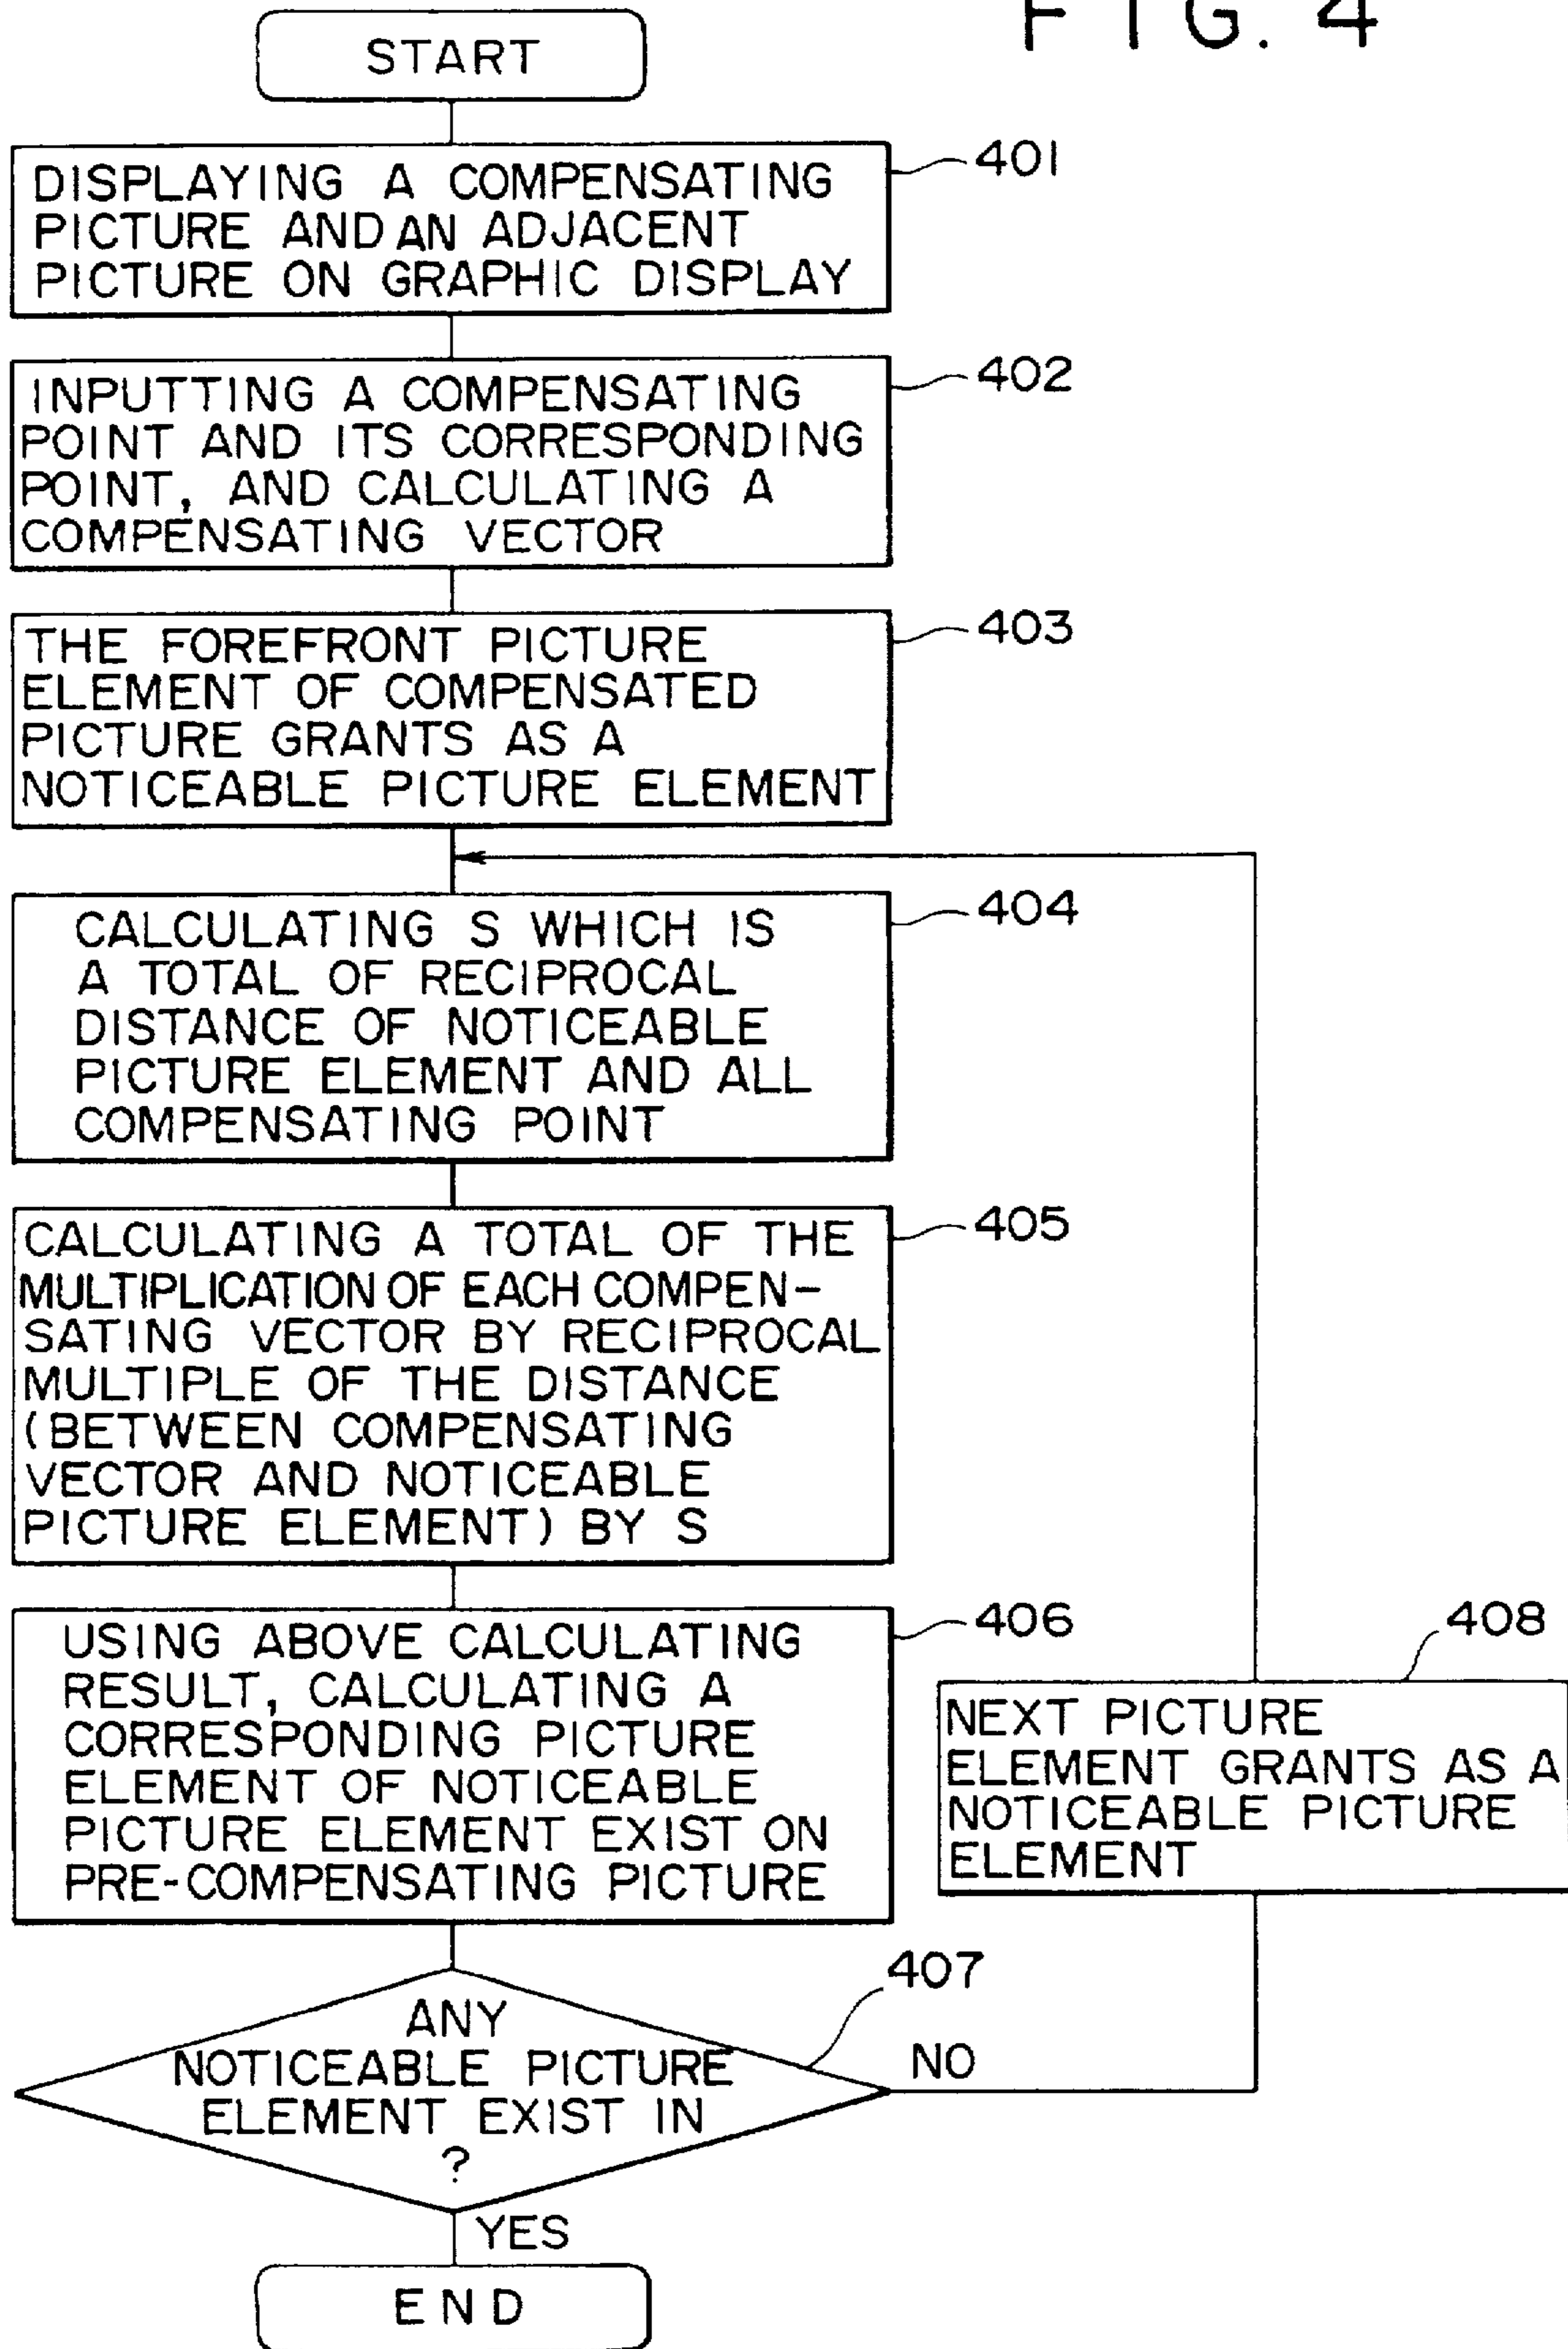 FIG. 4
START
401
DISPLAYING A COMPENSATING
PICTURE AND AN ADJACENT
PICTURE ON GRAPHIC DISPLAY
402
INPUTTING A COMPENSATING
POINT AND ITS CORRESPONDING
POINT, AND CALCULATING A
COMPENSATING VECTOR
403
THE FOREFRONT PICTURE
ELEMENT OF COMPENSATED
PICTURE GRANTS AS A
NOTICEABLE PICTURE ELEMENT
404
CALCULATING S WHICH IS
A TOTAL OF RECIPROCAL
DISTANCE OF NOTICEABLE
PICTURE ELEMENT AND ALL
COMPENSATING POINT
405
CALCULATING A TOTAL OF THE
MULTIPLICATION OF EACH COMPEN-
SATING VECTOR BY RECIPROCAL
MULTIPLE OF THE DISTANCE
(BETWEEN COMPENSATING
VECTOR AND NOTICEABLE
PICTURE ELEMENT) BY S
406
USING ABOVE CALCULATING
RESULT, CALCULATING A
CORRESPONDING PICTURE
ELEMENT OF NOTICEABLE
PICTURE ELEMENT EXIST ON
PRE-COMPENSATING PICTURE
408
NEXT PICTURE
ELEMENT GRANTS AS A
NOTICEABLE PICTURE
ELEMENT
407
ANY
NOTICEABLE PICTURE
ELEMENT EXIST IN
?
NO
YES
END